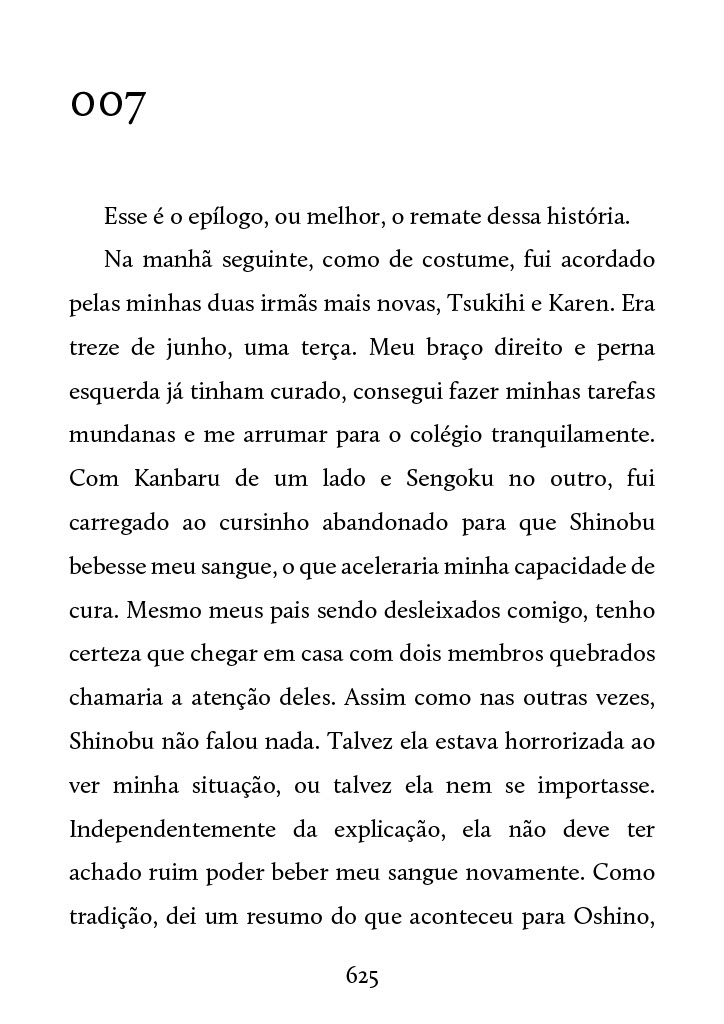 007
Esse é o epílogo, ou melhor, o remate dessa história.
Na manhã seguinte, como de costume, fui acordado
pelas minhas duas irmãs mais novas, Tsukihi e Karen. Era
treze de junho, uma terça. Meu braço direito e perna
esquerda já tinham curado, consegui fazer minhas tarefas
mundanas e me arrumar para o colégio tranquilamente.
Com Kanbaru de um lado e Sengoku no outro, fui
carregado ao cursinho abandonado para que Shinobu
bebesse meu sangue, o que aceleraria minha capacidade de
cura. Mesmo meus pais sendo desleixados comigo, tenho
certeza que chegar em casa com dois membros quebrados
chamaria a atenção deles. Assim como nas outras vezes,
Shinobu não falou nada. Talvez ela estava horrorizada ao
ver minha situação, ou talvez ela nem se importasse.
Independentemente da explicação, ela não deve ter
achado ruim poder beber meu sangue novamente. Como
tradição, dei um resumo do que aconteceu para Oshino,
625